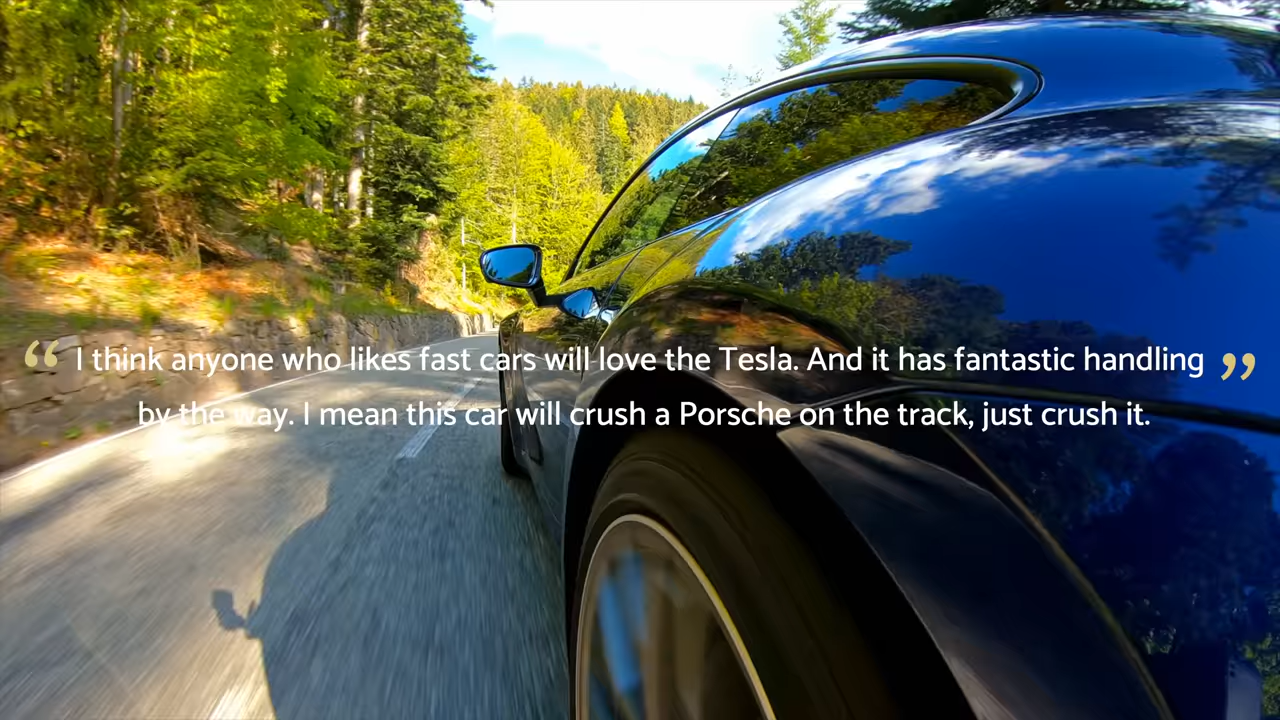 “ I think anyone who likes fast cars will love the Tesla. And it has fantastic handling ”
by the way. I mean this car will crush a Porsche on the track, just crush it.